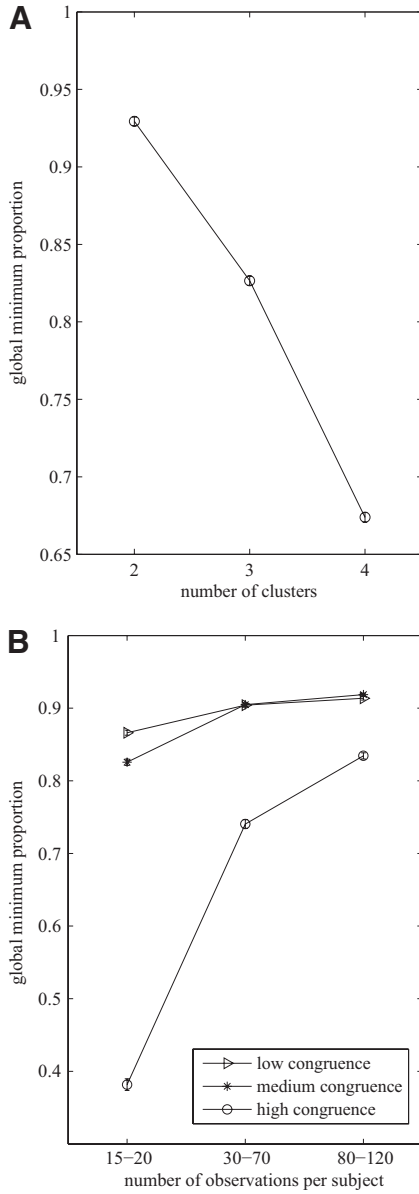 A
1
0.95
0.9
0.85
0.8
0.75
0.7
0.65
global minimum proportion
2 3 4
number of clusters
B
1
0.9
0.8
0.7
0.6
0.5
0.4
global minimum proportion
low congruence
medium congruence
high congruence
15−20 30−70 80−120
number of observations per subject